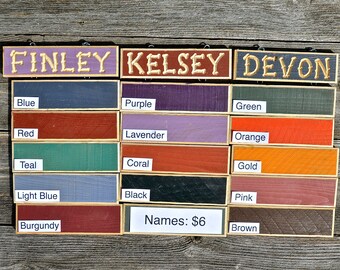 FINLEY KELSEY DEVON
Blue Purple Green
Red Lavender Orange
Teal Coral Gold
Light Blue Black Pink
Burgundy Names: $6 Brown